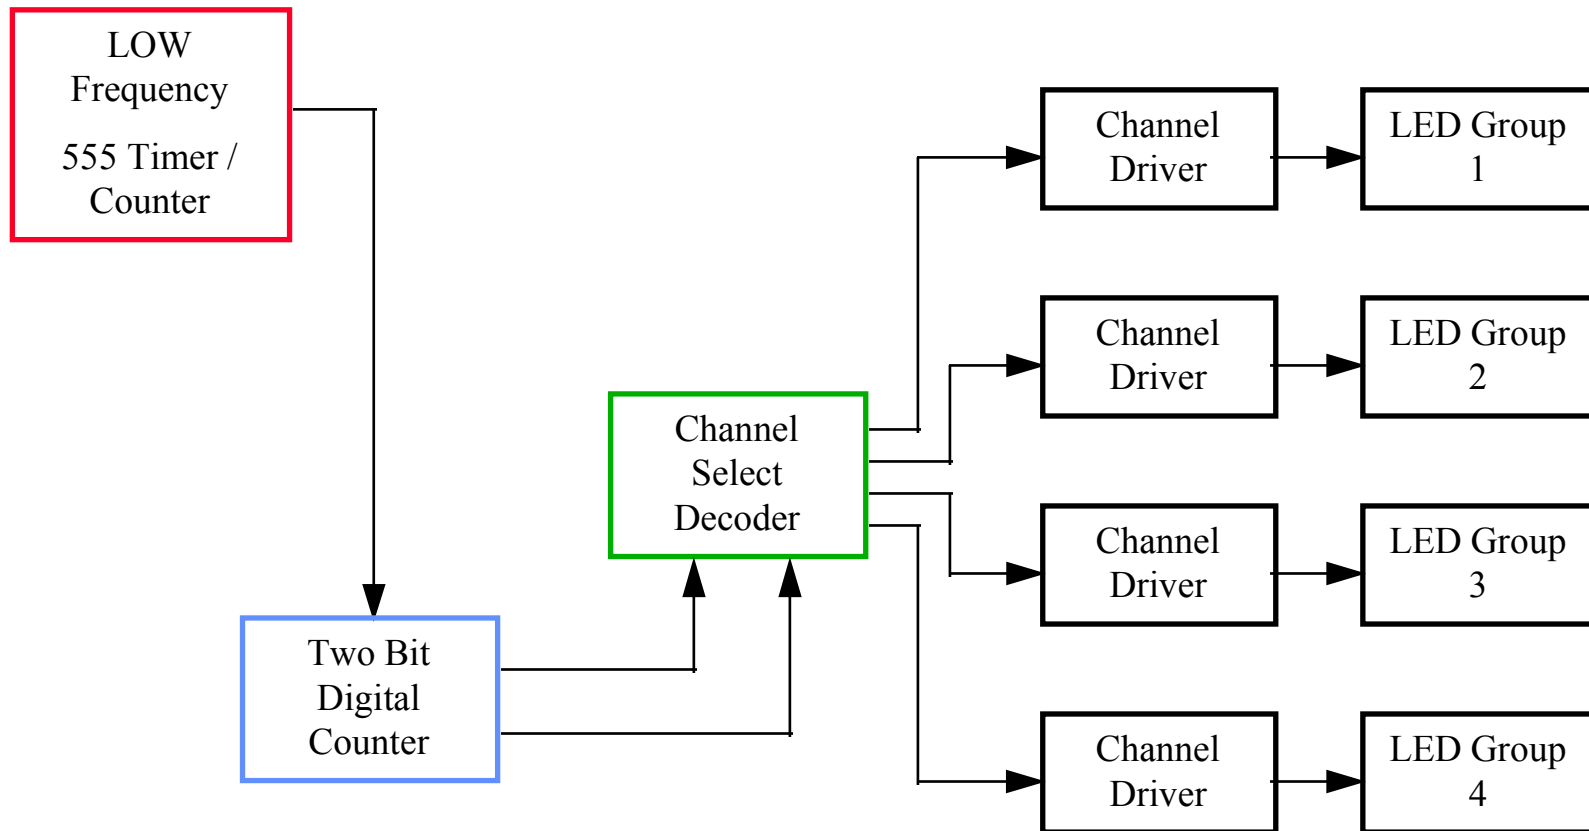 LOW
Frequency
555 Timer /
Counter
Two Bit
Digital
Counter
Channel
Select
Decoder
Channel
Driver
LED Group
1
Channel
Driver
LED Group
2
Channel
Driver
LED Group
3
Channel
Driver
LED Group
4